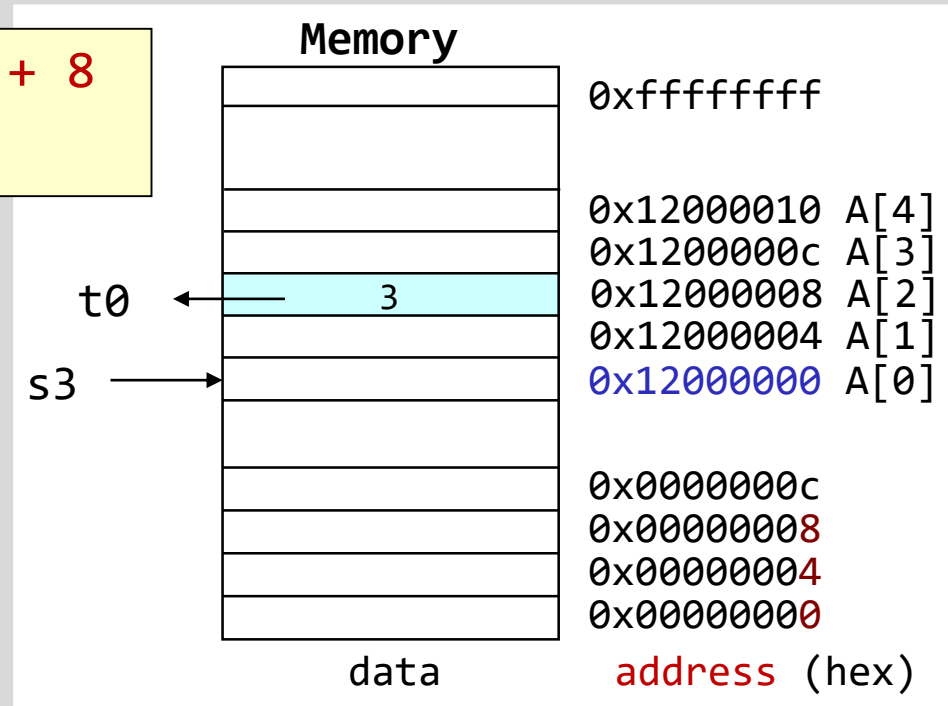 Memory
+ 8
0xffffffff
0x12000010 A[4]
0x1200000c A[3]
t0
3
0x12000008 A[2]
0x12000004 A[1]
s3
0x12000000 A[0]
0x0000000c
0x00000008
0x00000004
0x00000000
data
address (hex)